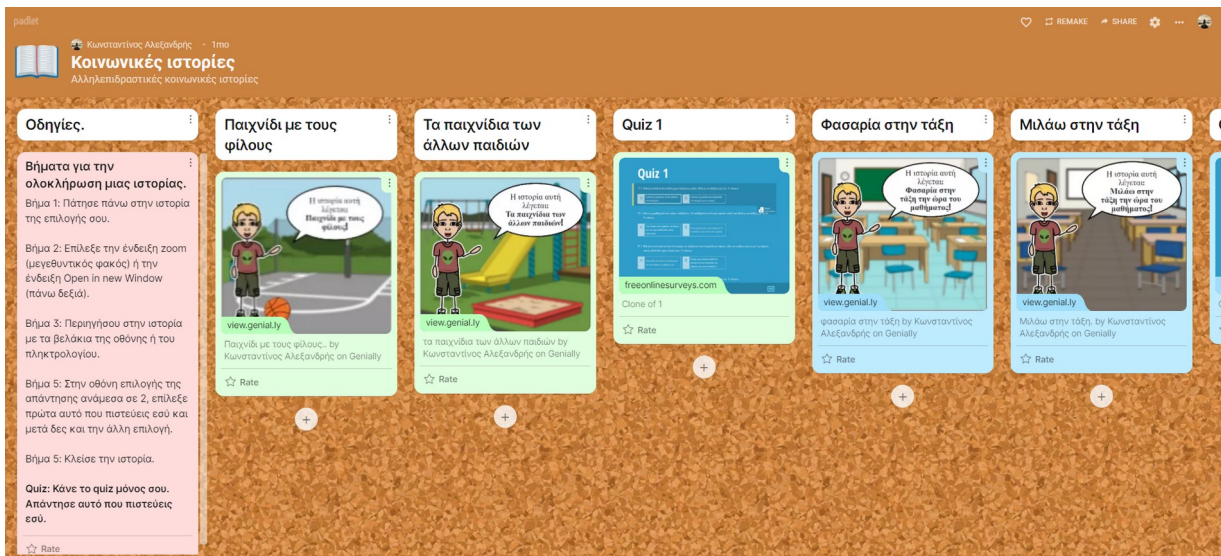 padlet
REMAKE
SHARE
Κωνσταντίνος Αλεξανδρής · 1mo
Κοινωνικές ιστορίες
Αλληλεπιδραστικές κοινωνικές ιστορίες
Οδηγίες.
Βήματα για την
ολοκλήρωση μιας ιστορίας.
Βήμα 1: Πάτησε πάνω στην ιστορία
της επιλογής σου.
Βήμα 2: Επίλεξε την ένδειξη zoom
(μεγεθυντικός φακός) ή την
ένδειξη Open in new Window
(πάνω δεξιά).
Βήμα 3: Περιηγήσου στην ιστορία
με τα βελάκια της οθόνης ή του
πληκτρολογίου.
Βήμα 5: Στην οθόνη επιλογής της
απάντησης ανάμεσα σε 2, επίλεξε
πρώτα αυτό που πιστεύεις εσύ και
μετά δες και την άλλη επιλογή.
Βήμα 5: Κλείσε την ιστορία.
Quiz: Κάνε το quiz μόνος σου.
Απάντησε αυτό που πιστεύεις
εσύ.
Rate
Παιχνίδι με τους
φίλους
Η ιστορία αυτή
λέγεται:
Παιχνίδι με τους
φίλους!
view.genial.ly
Παιχνίδι με τους φίλους.. by
Κωνσταντίνος Αλεξανδρής on Genially
Rate
Τα παιχνίδια των
άλλων παιδιών
Η ιστορία αυτή
λέγεται:
Τα παιχνίδια των
άλλων παιδιών!
view.genial.ly
τα παιχνίδια των άλλων παιδιών by
Κωνσταντίνος Αλεξανδρής on Genially
Rate
Quiz 1
Quiz 1
freeonlinesurveys.com
Clone of 1
Rate
Φασαρία στην τάξη
Η ιστορία αυτή
λέγεται:
Φασαρία στην
τάξη την ώρα του
μαθήματος!
view.genial.ly
φασαρία στην τάξη by Κωνσταντίνος
Αλεξανδρής on Genially
Rate
Μιλάω στην τάξη
Η ιστορία αυτή
λέγεται:
Μιλάω στην
τάξη την ώρα του
μαθήματος!
view.genial.ly
Μιλάω στην τάξη. by Κωνσταντίνος
Αλεξανδρής on Genially
Rate